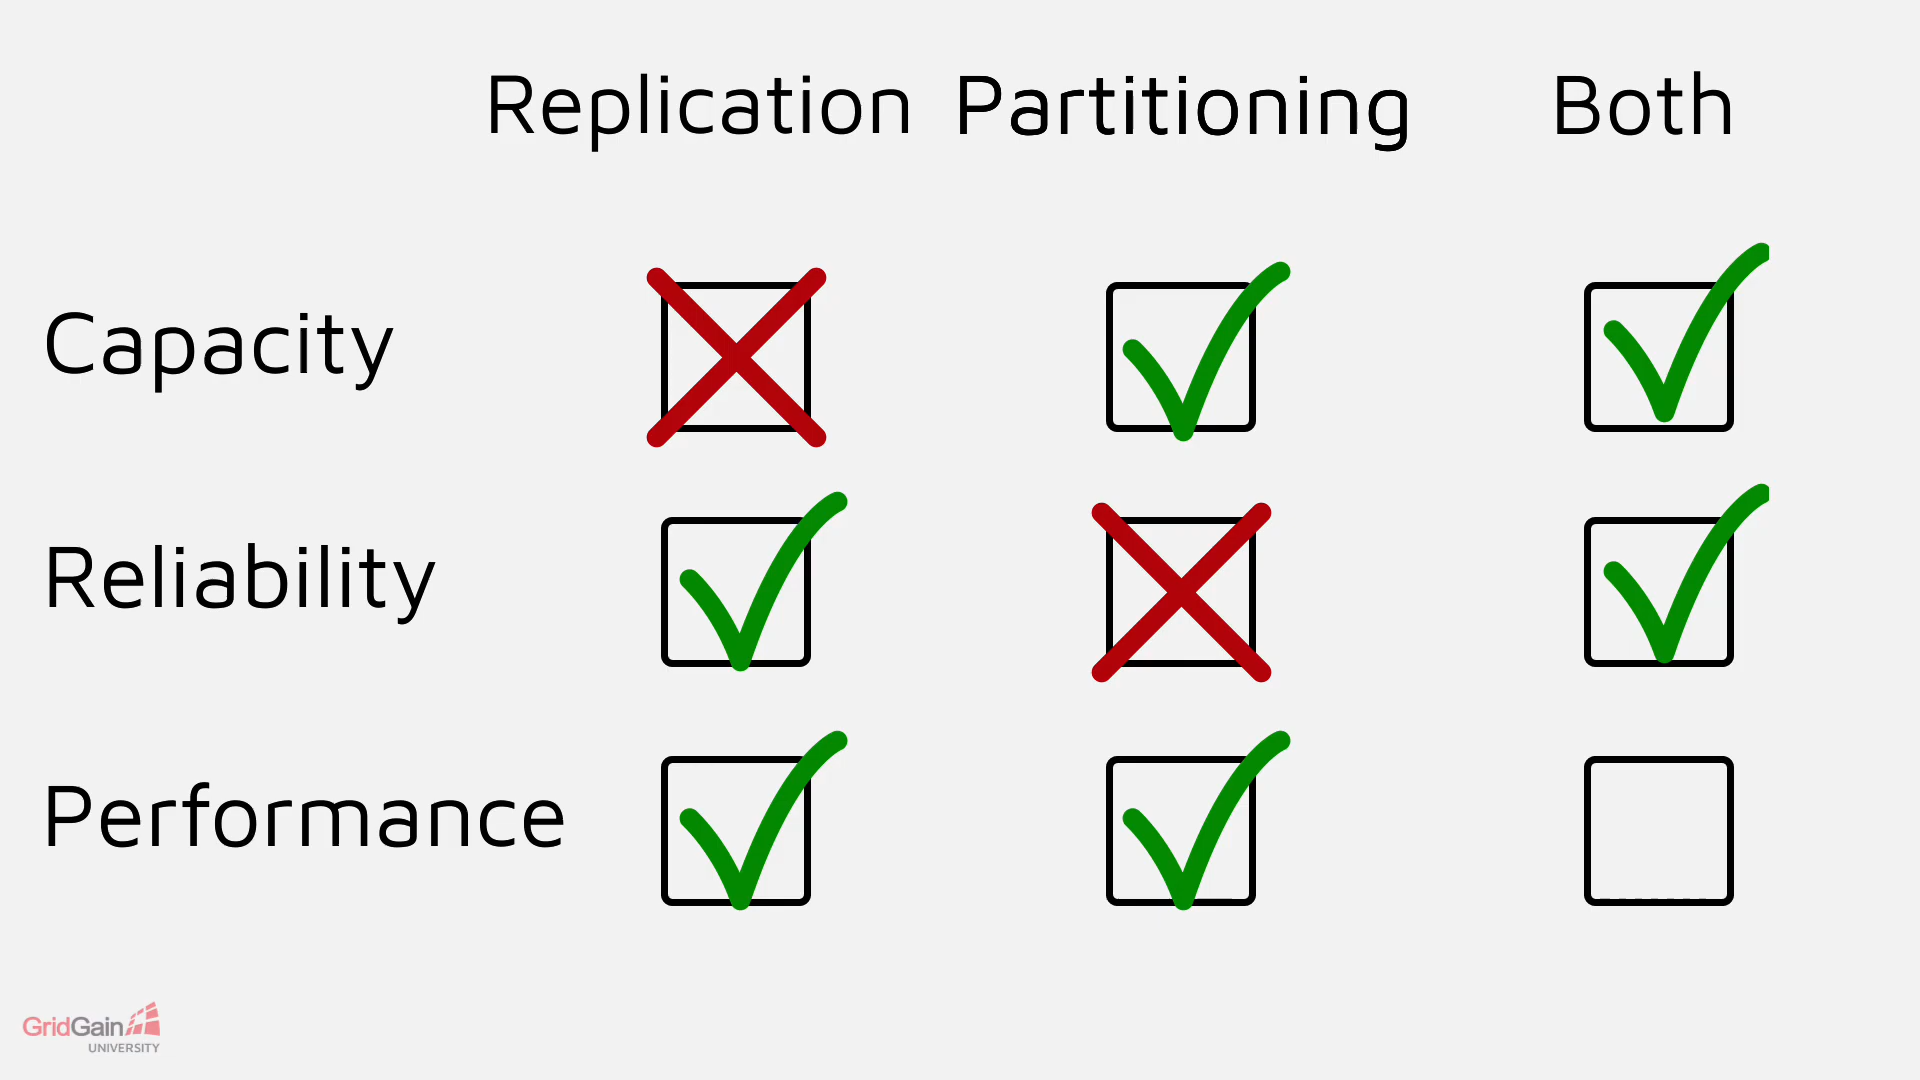 Replication Partitioning Both
Capacity
Reliability
Performance
GridGain
UNIVERSITY